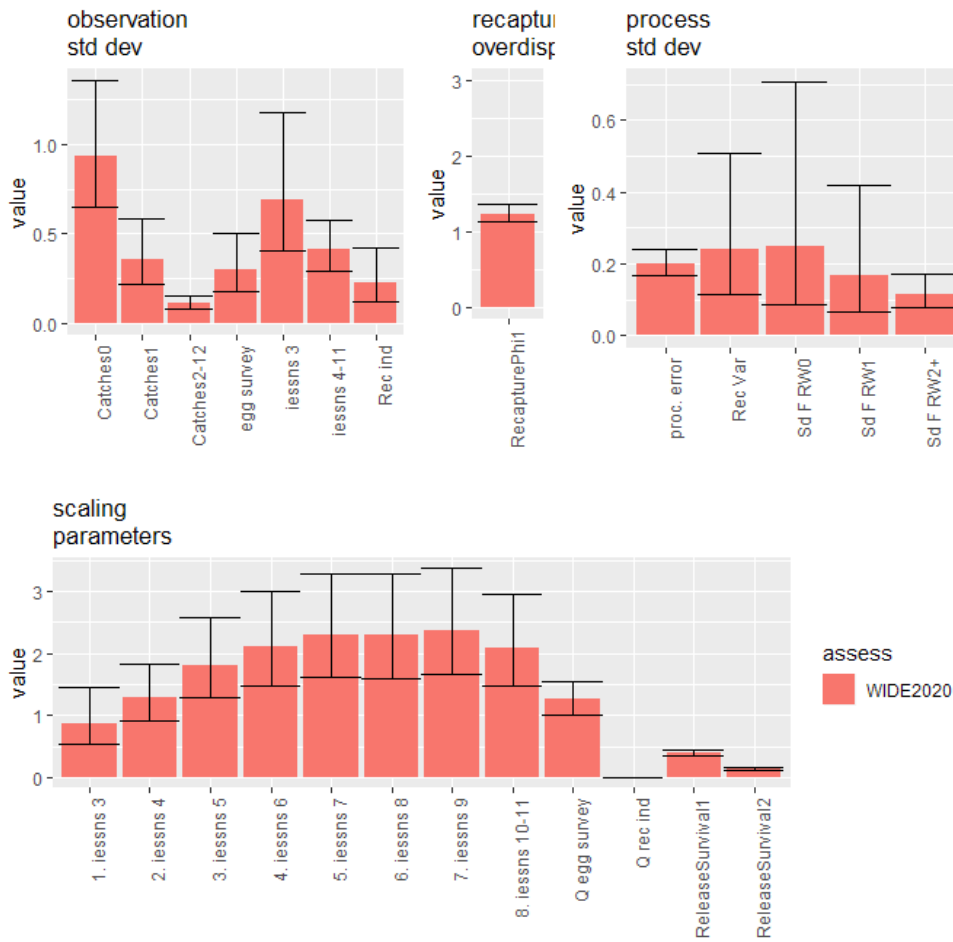 observation
std dev
recaptur
overdisp
process
std dev
value
1.0
0.5
0.0
Catches0
Catches1
Catches2-12
egg survey
iessns 3
iessns 4-11
Rec ind
value
3
2
1
0
RecapturePhi1
value
0.6
0.4
0.2
0.0
proc. error
Rec Var
Sd F RW0
Sd F RW1
Sd F RW2+
scaling
parameters
value
3
2
1
0
1. iessns 3
2. iessns 4
3. iessns 5
4. iessns 6
5. iessns 7
6. iessns 8
7. iessns 9
8. iessns 10-11
Q egg survey
Q rec ind
ReleaseSurvival1
ReleaseSurvival2
assess
WIDE2020